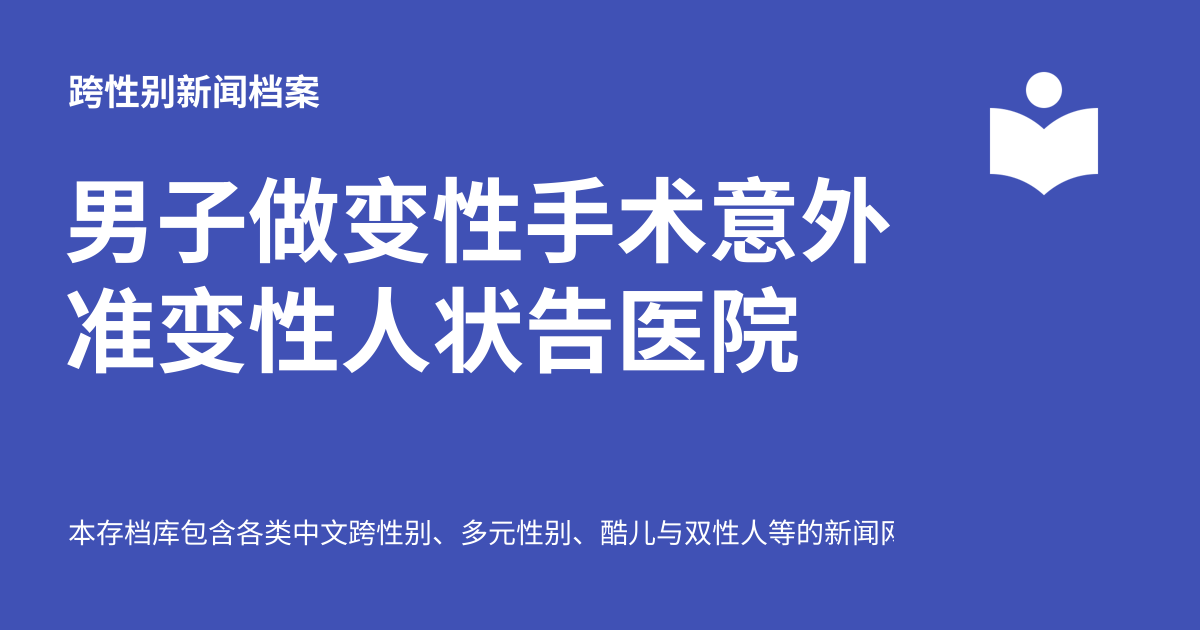 跨性别新闻档案
男子做变性手术意外
准变性人状告医院
本存档库包含各类中文跨性别、多元性别、酷儿与双性人等的新闻